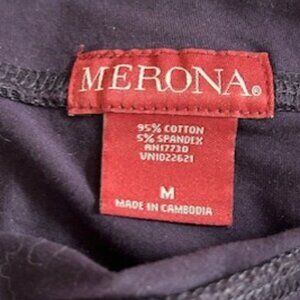 MERONA®
95% COTTON
5% SPANDEX
RN17730
VN1022621
M
MADE IN CAMBODIA